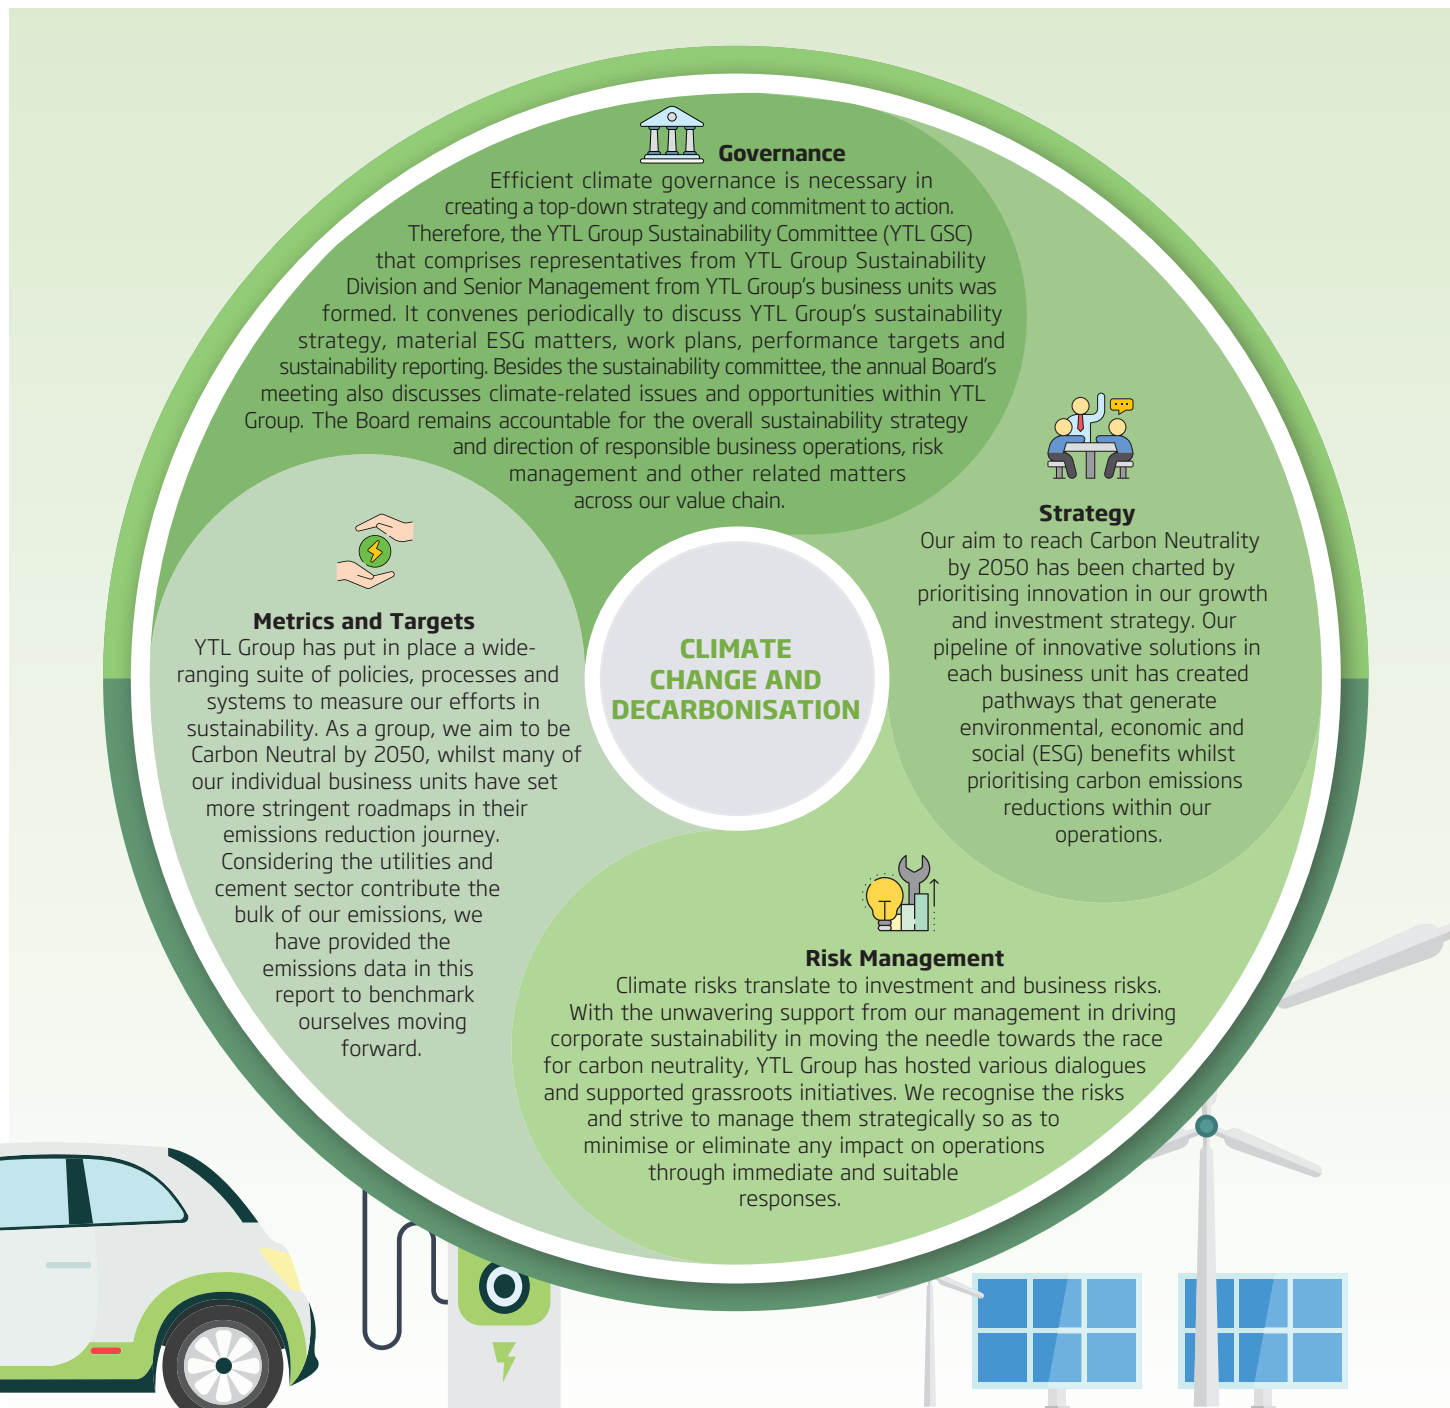 Governance
Efficient climate governance is necessary in
creating a top-down strategy and commitment to action.
Therefore, the YTL Group Sustainability Committee (YTL GSC)
that comprises representatives from YTL Group Sustainability
Division and Senior Management from YTL Group's business units was
formed. It convenes periodically to discuss YTL Group's sustainability
strategy, material ESG matters, work plans, performance targets and
sustainability reporting. Besides the sustainability committee, the annual Board's
meeting also discusses climate-related issues and opportunities within YTL
Group. The Board remains accountable for the overall sustainability strategy
and direction of responsible business operations, risk
management and other related matters
across our value chain.
Strategy
Our aim to reach Carbon Neutrality
by 2050 has been charted by
prioritising innovation in our growth
and investment strategy. Our
pipeline of innovative solutions in
each business unit has created
pathways that generate
environmental, economic and
social (ESG) benefits whilst
prioritising carbon emissions
reductions within our
operations.
Metrics and Targets
YTL Group has put in place a wide-
ranging suite of policies, processes and
systems to measure our efforts in
sustainability. As a group, we aim to be
Carbon Neutral by 2050, whilst many of
our individual business units have set
more stringent roadmaps in their
emissions reduction journey.
Considering the utilities and
cement sector contribute the
bulk of our emissions, we
have provided the
emissions data in this
report to benchmark
ourselves moving
forward.
CLIMATE
CHANGE AND
DECARBONISATION
Risk Management
Climate risks translate to investment and business risks.
With the unwavering support from our management in driving
corporate sustainability in moving the needle towards the race
for carbon neutrality, YTL Group has hosted various dialogues
and supported grassroots initiatives. We recognise the risks
and strive to manage them strategically so as to
minimise or eliminate any impact on operations
through immediate and suitable
responses.